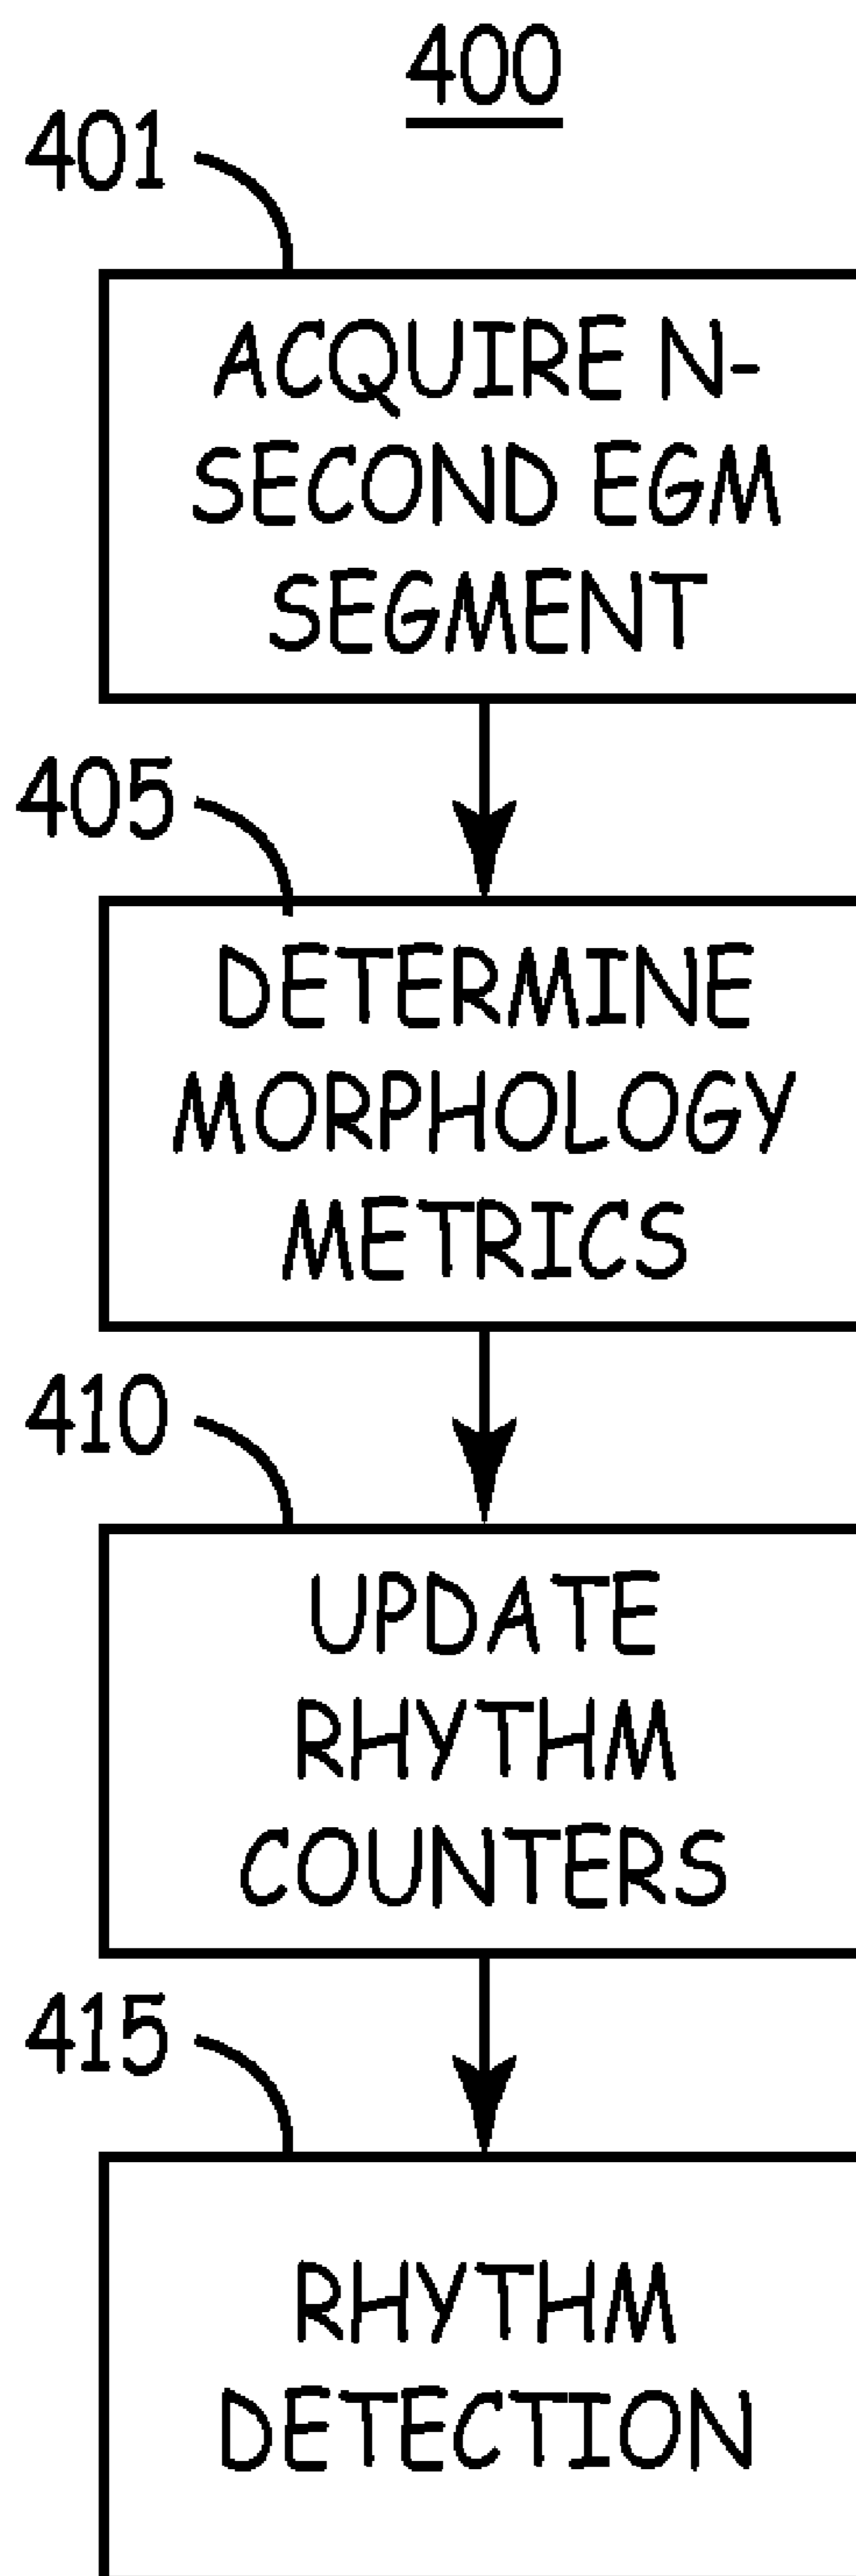 400
401
ACQUIRE N-
SECOND EGM
SEGMENT
405
DETERMINE
MORPHOLOGY
METRICS
410
UPDATE
RHYTHM
COUNTERS
415
RHYTHM
DETECTION